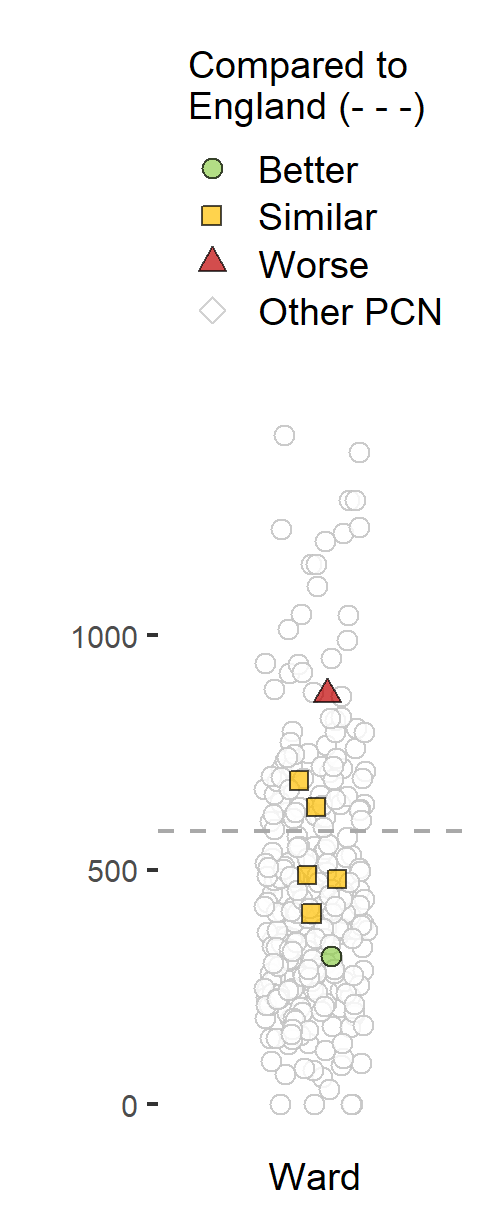 Compared to
England (- - -)
Better
Similar
Worse
Other PCN
1000
500
0
Ward